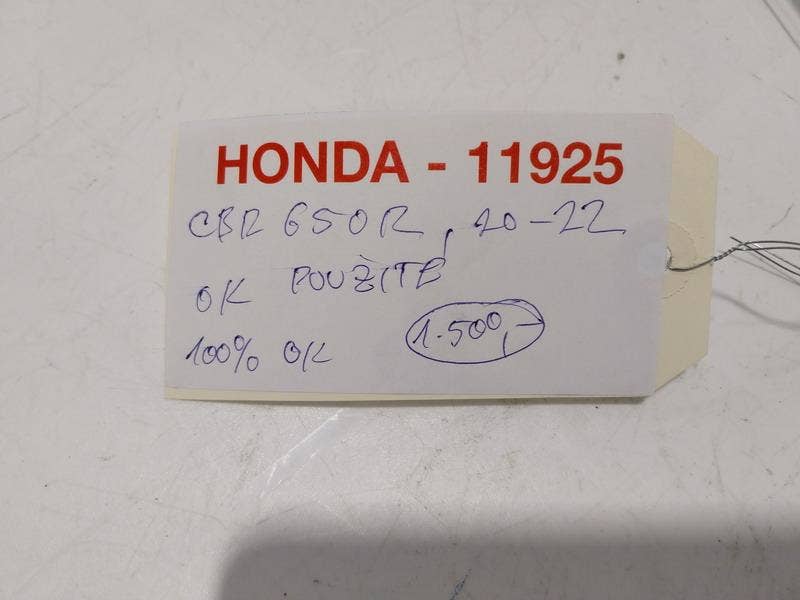 HONDA - 11925
CBR 650R, 20-22
OK POUŽITÉ
100% OK
1.500,-